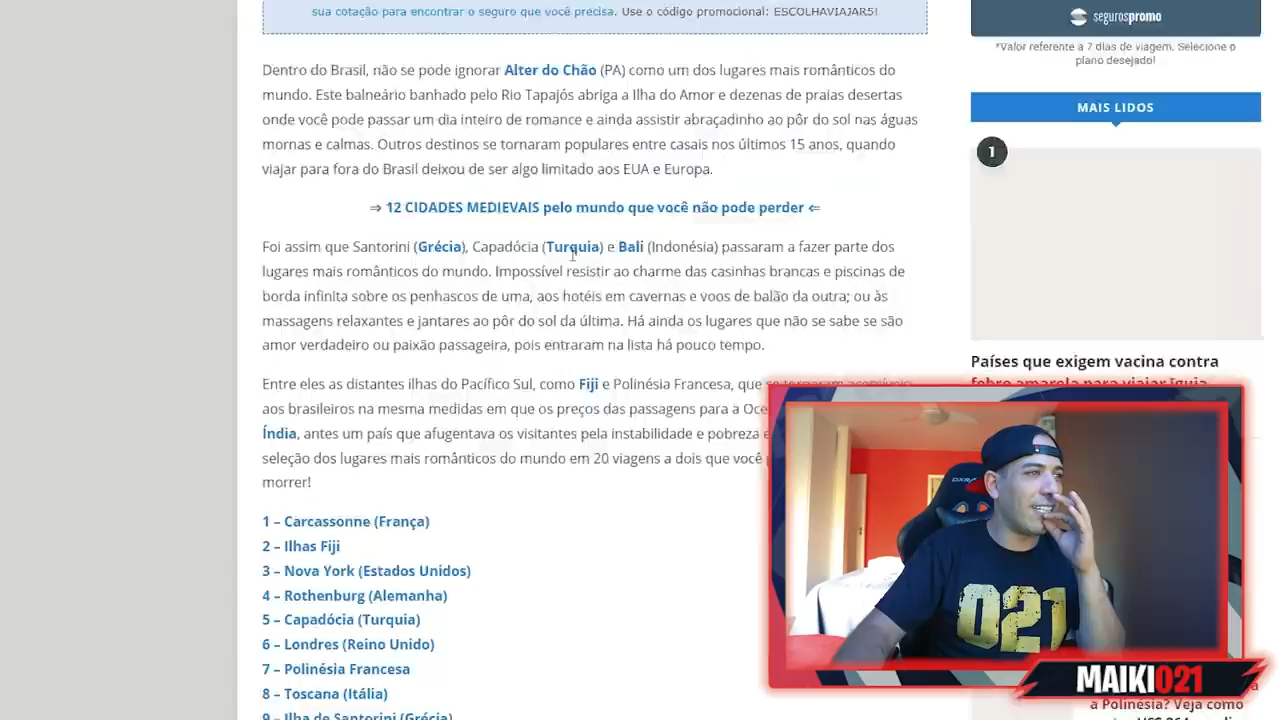 sua cotação para encontrar o seguro que você precisa. Use o código promocional: ESCOLHAVIAJAR5!
Dentro do Brasil, não se pode ignorar Alter do Chão (PA) como um dos lugares mais românticos do
mundo. Este balneário banhado pelo Rio Tapajós abriga a Ilha do Amor e dezenas de praias desertas
onde você pode passar um dia inteiro de romance e ainda assistir abraçadinho ao pôr do sol nas águas
mornas e calmas. Outros destinos se tornaram populares entre casais nos últimos 15 anos, quando
viajar para fora do Brasil deixou de ser algo limitado aos EUA e Europa.
⇒ 12 CIDADES MEDIEVAIS pelo mundo que você não pode perder ⇐
Foi assim que Santorini (Grécia), Capadócia (Turquia) e Bali (Indonésia) passaram a fazer parte dos
lugares mais românticos do mundo. Impossível resistir ao charme das casinhas brancas e piscinas de
borda infinita sobre os penhascos de uma, aos hotéis em cavernas e voos de balão da outra; ou às
massagens relaxantes e jantares ao pôr do sol da última. Há ainda os lugares que não se sabe se são
amor verdadeiro ou paixão passageira, pois entraram na lista há pouco tempo.
Entre eles as distantes ilhas do Pacífico Sul, como Fiji e Polinésia Francesa, que se tornaram acessíveis
aos brasileiros na mesma medidas em que os preços das passagens para a Oce
Índia, antes um país que afugentava os visitantes pela instabilidade e pobreza e
seleção dos lugares mais românticos do mundo em 20 viagens a dois que você
morrer!
1 – Carcassonne (França)
2 – Ilhas Fiji
3 – Nova York (Estados Unidos)
4 – Rothenburg (Alemanha)
5 – Capadócia (Turquia)
6 – Londres (Reino Unido)
7 – Polinésia Francesa
8 – Toscana (Itália)
9 – Ilha de Santorini (Grécia)
segurospromo
*Valor referente a 7 dias de viagem. Selecione o
plano desejado!
MAIS LIDOS
1
Países que exigem vacina contra
febre amarela para viajar [guia
DXR
021
MAIKI021
a Polinésia? Veja como